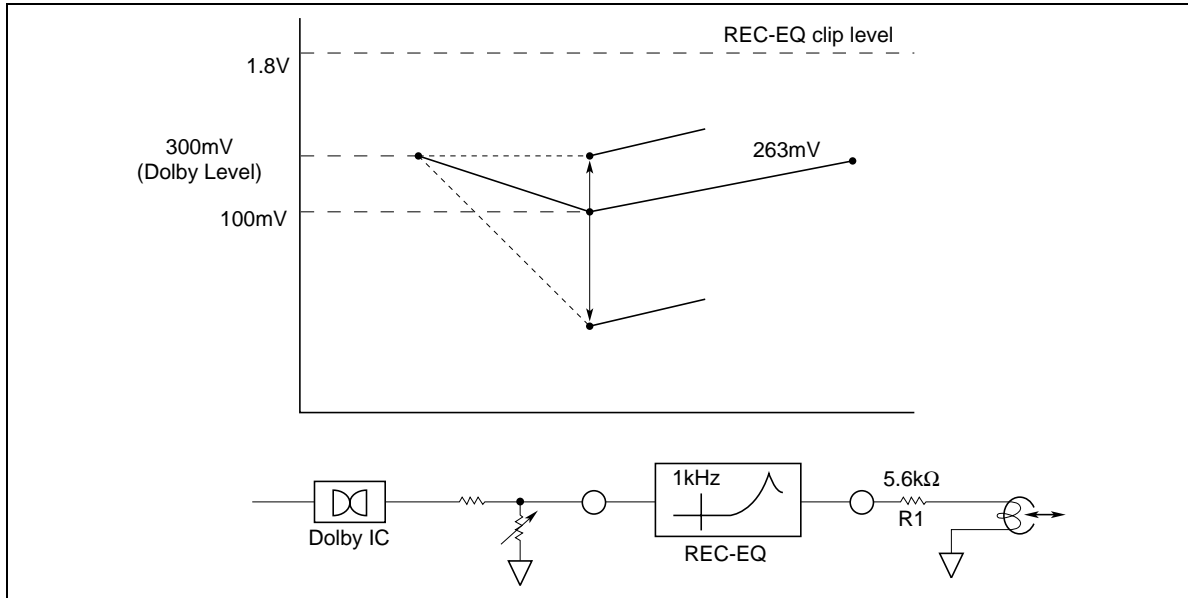 REC-EQ clip level
1.8V
300mV
(Dolby Level)
263mV
100mV
1kHz
5.6kΩ
R1
Dolby IC
REC-EQ